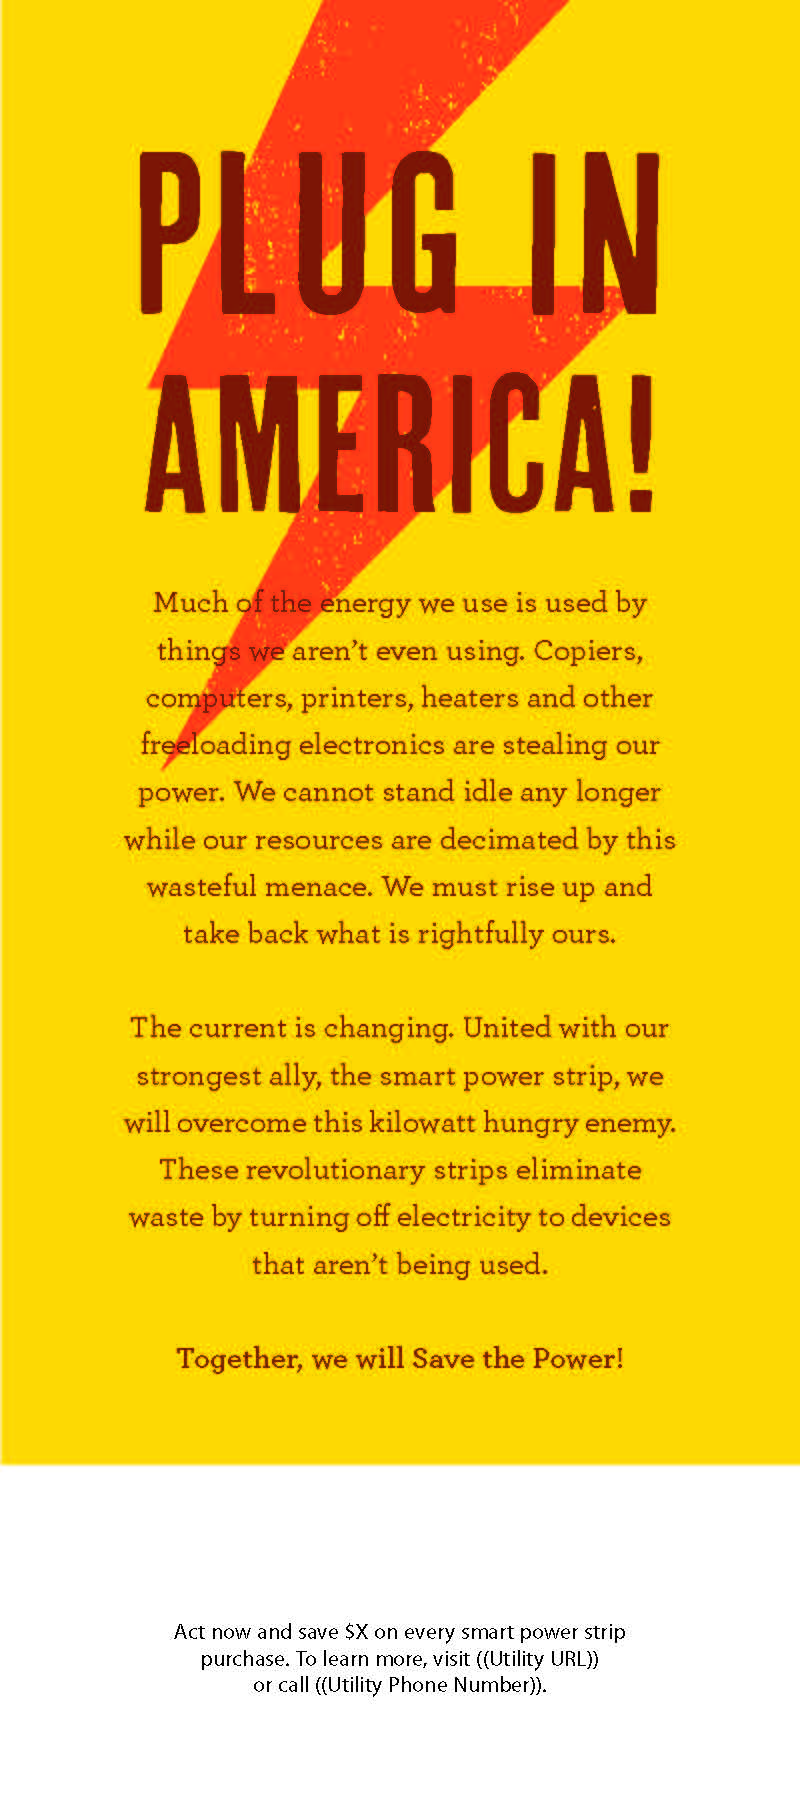 PLUG IN
AMERICA!
Much of the energy we use is used by
things we aren’t even using. Copiers,
computers, printers, heaters and other
freeloading electronics are stealing our
power. We cannot stand idle any longer
while our resources are decimated by this
wasteful menace. We must rise up and
take back what is rightfully ours.
The current is changing. United with our
strongest ally, the smart power strip, we
will overcome this kilowatt hungry enemy.
These revolutionary strips eliminate
waste by turning off electricity to devices
that aren’t being used.
Together, we will Save the Power!
Act now and save $X on every smart power strip
purchase. To learn more, visit ((Utility URL))
or call ((Utility Phone Number)).